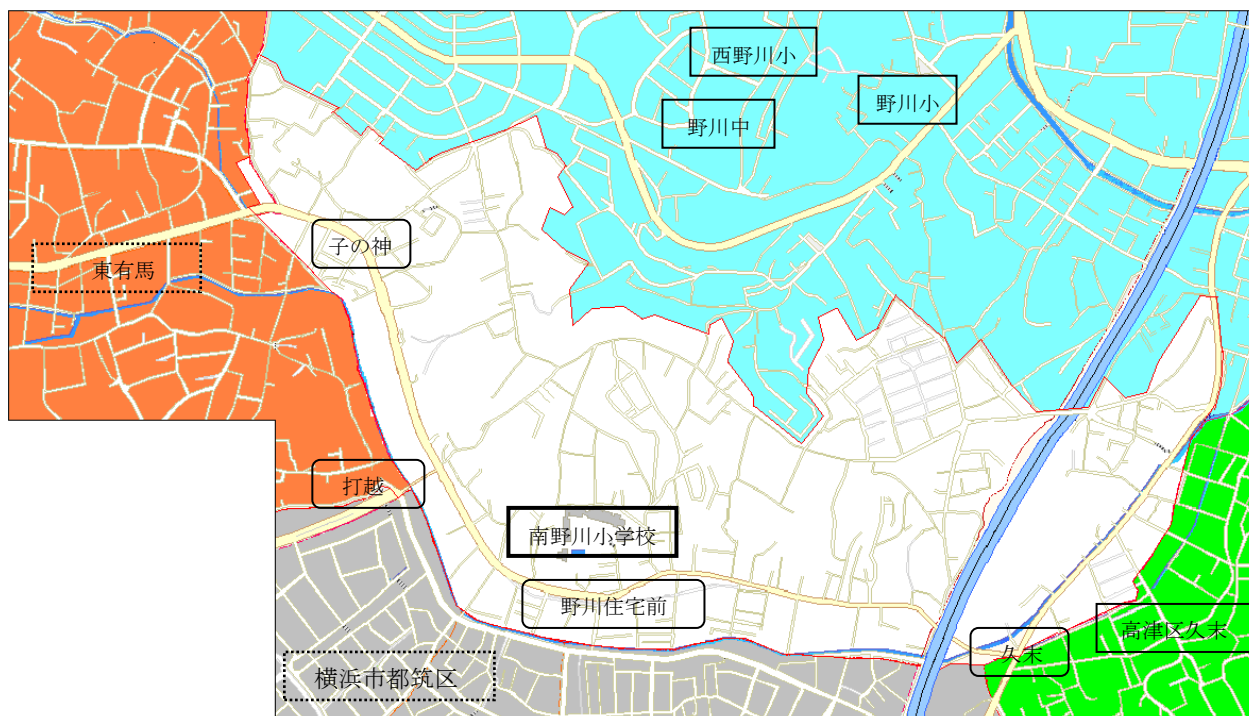 西野川小
野川小
野川中
子の神
東有馬
打越
南野川小学校
野川住宅前
高津区久末
久末
横浜市都筑区